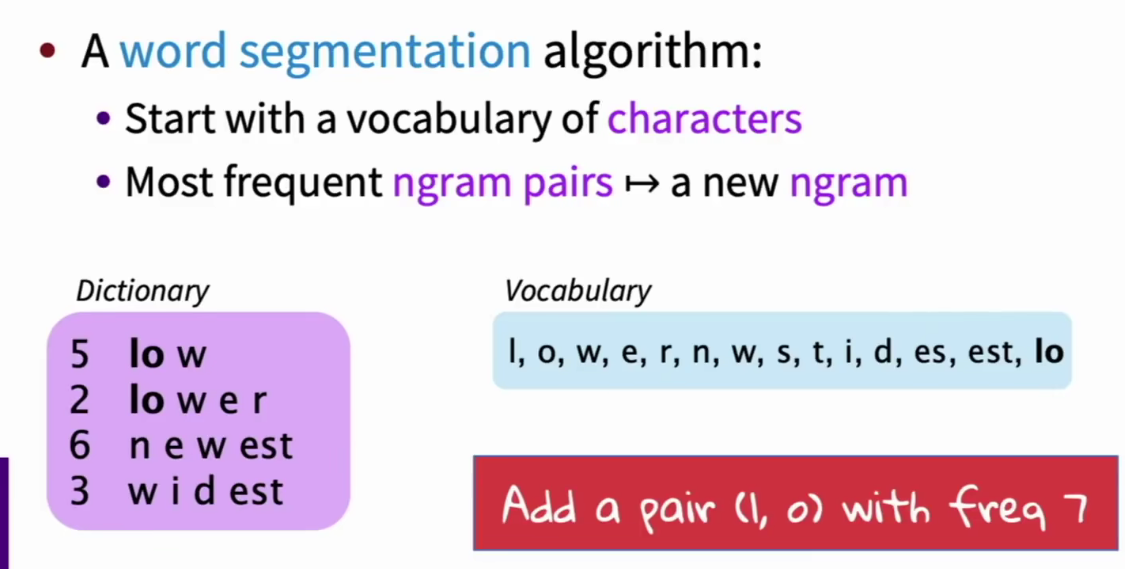 • A word segmentation algorithm:
• Start with a vocabulary of characters
• Most frequent ngram pairs ↦ a new ngram
Dictionary
5 lo w
2 lo w e r
6 n e w est
3 w i d est
Vocabulary
l, o, w, e, r, n, w, s, t, i, d, es, est, lo
Add a pair (l, o) with freq 7